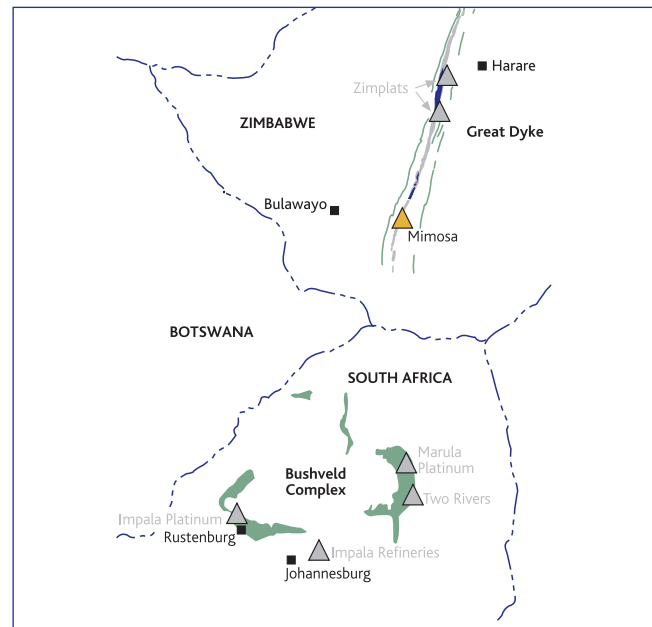 Harare
Zimplats
ZIMBABWE
Great Dyke
Bulawayo
Mimosa
BOTSWANA
SOUTH AFRICA
Marula
Platinum
Bushveld
Complex
Two Rivers
Impala Platinum
Rustenburg
Impala Refineries
Johannesburg